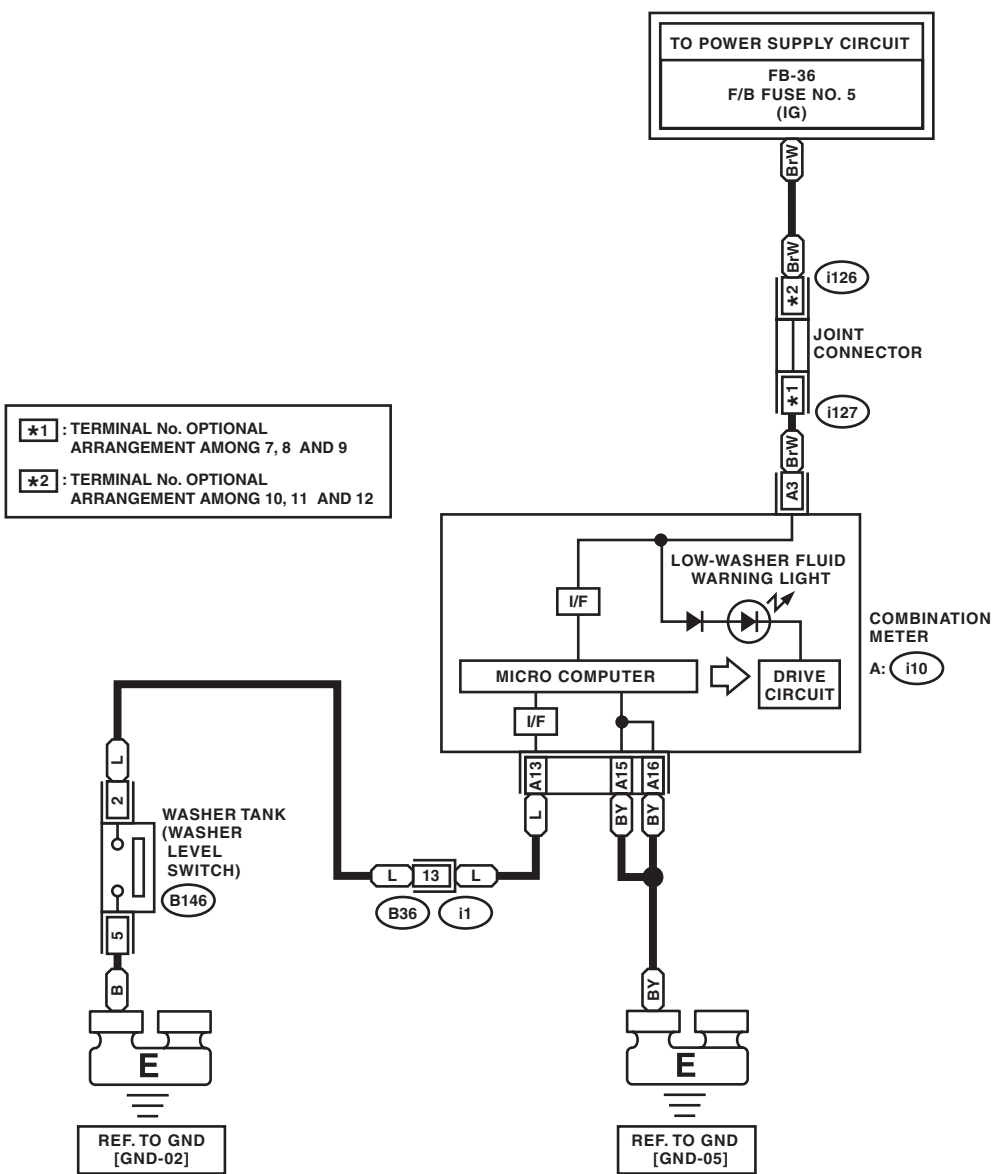 TO POWER SUPPLY CIRCUIT
FB-36
F/B FUSE NO. 5
(IG)
BrW
BrW
i126
*2
JOINT
CONNECTOR
*1
i127
BrW
A3
*1 : TERMINAL No. OPTIONAL
ARRANGEMENT AMONG 7, 8 AND 9
*2 : TERMINAL No. OPTIONAL
ARRANGEMENT AMONG 10, 11 AND 12
LOW-WASHER FLUID
WARNING LIGHT
I/F
COMBINATION
METER
A: i10
MICRO COMPUTER
DRIVE
CIRCUIT
I/F
A13
A15
A16
L
BY
BY
L
2
WASHER TANK
(WASHER
LEVEL
SWITCH)
B146
5
B
L 13 L
B36 i1
BY
E
E
REF. TO GND
[GND-02]
REF. TO GND
[GND-05]